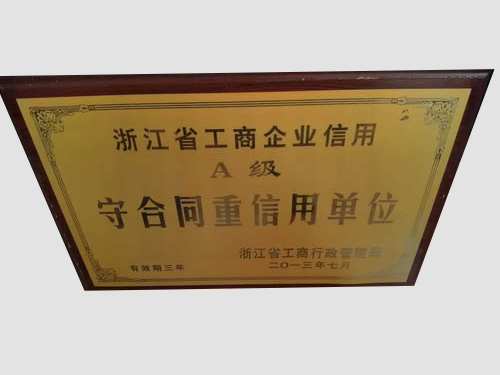 浙江省工商企业信用
A级
守合同重信用单位
浙江省工商行政管理局
有效期三年
二〇一三年七月